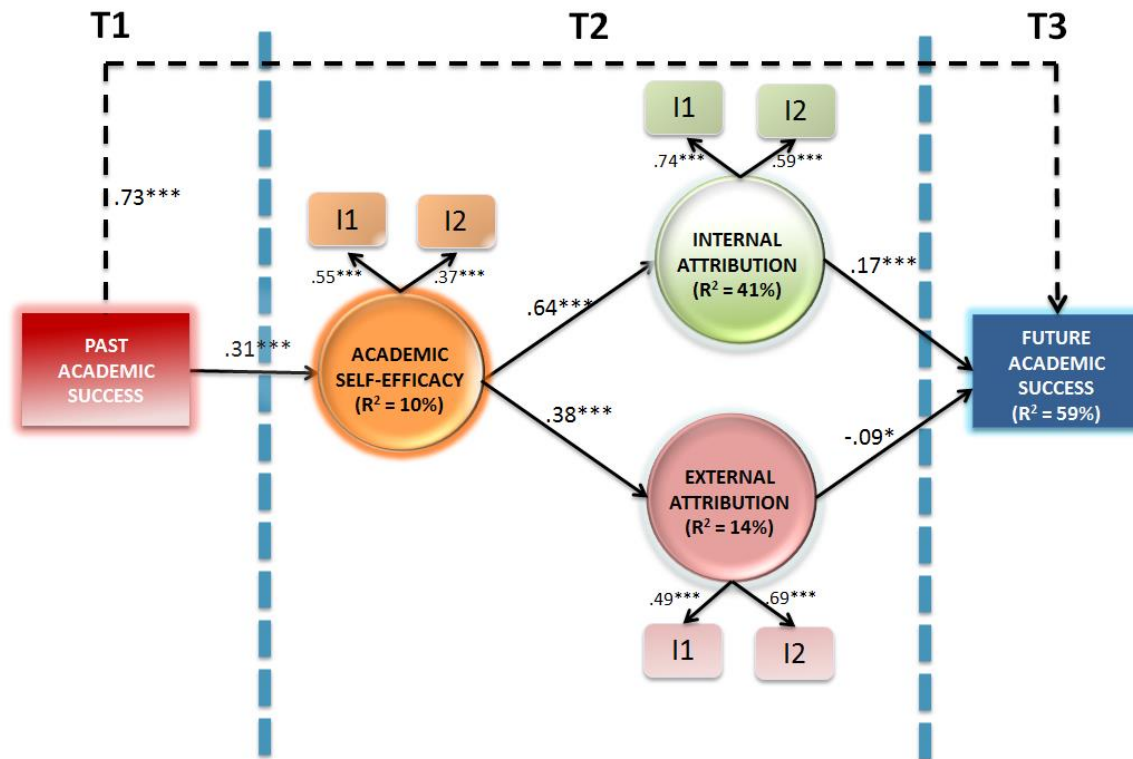 T1
T2
T3
I1
I2
.74***
.59***
.73***
I1
I2
.55***
.37***
INTERNAL
ATTRIBUTION
(R² = 41%)
.17***
.64***
PAST
ACADEMIC
SUCCESS
.31***
ACADEMIC
SELF-EFFICACY
(R² = 10%)
FUTURE
ACADEMIC
SUCCESS
(R² = 59%)
.38***
-.09*
EXTERNAL
ATTRIBUTION
(R² = 14%)
.49***
.69***
I1
I2